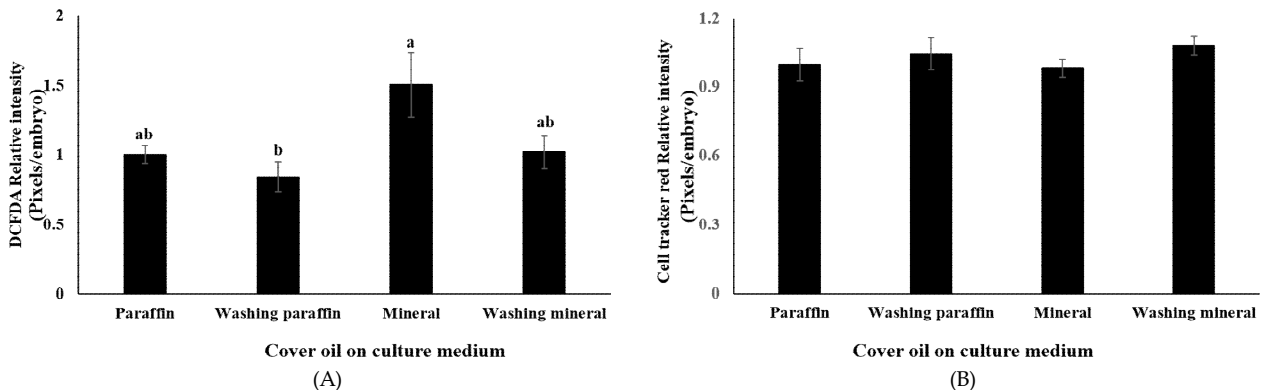 DCFDA Relative intensity
(Pixels/embryo)
2
1.5
1
0.5
0
ab
b
a
ab
Paraffin Washing paraffin Mineral Washing mineral
Cover oil on culture medium
(A)
Cell tracker red Relative intensity
(Pixels/embryo)
1.2
0.9
0.6
0.3
0
Paraffin Washing paraffin Mineral Washing mineral
Cover oil on culture medium
(B)